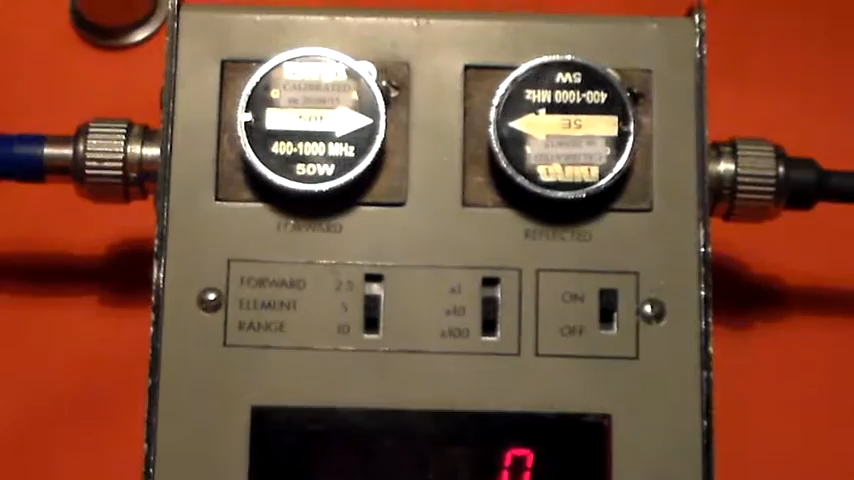 CALIBRATED
50E
400-1000 MHz
50W
5W
400-1000 MHz
5E
FORWARD
REFLECTED
FORWARD 2.5
ELEMENT 5
RANGE 10
x1
x10
x100
ON
OFF
0